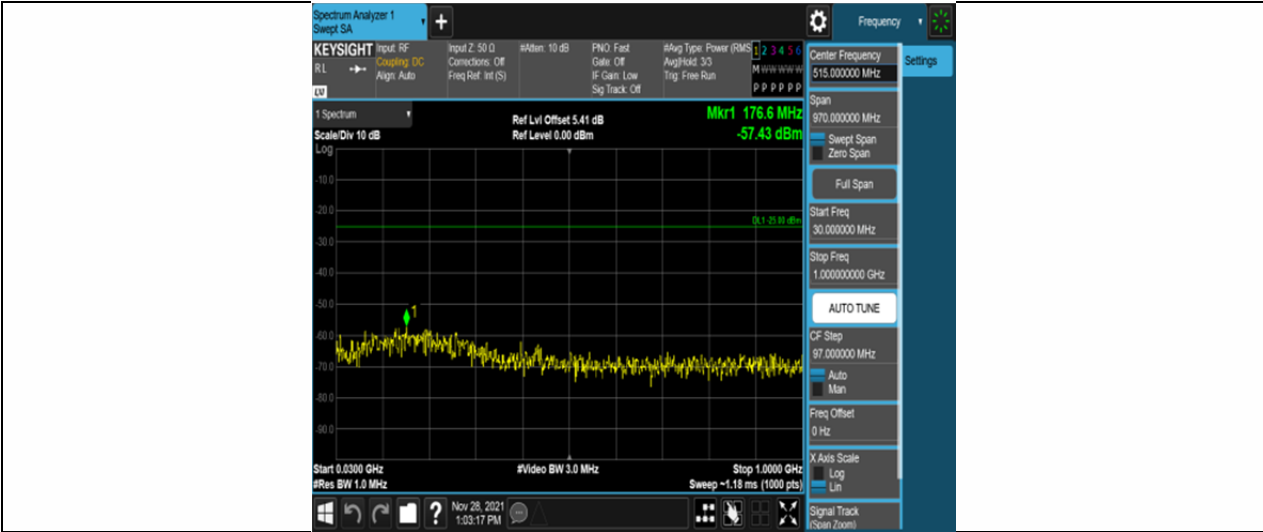 Spectrum Analyzer 1
Swept SA
+
Frequency
KEYSIGHT
RL
LV
Input: RF
Coupling: DC
Align: Auto
Input Z: 50 Ω
Corrections: Off
Freq Ref: Int (S)
#Atten: 10 dB
PNO: Fast
Gate: Off
IF Gain: Low
Sig Track: Off
#Avg Type: Power (RMS
Avg|Hold: 3/3
Trig: Free Run
1 2 3 4 5 6
M W W W W W
P P P P P P
1 Spectrum
Scale/Div 10 dB
Ref Lvl Offset 5.41 dB
Ref Level 0.00 dBm
Mkr1 176.6 MHz
-57.43 dBm
Log
-10.0
-20.0
-30.0
-40.0
-50.0
-60.0
-70.0
-80.0
-90.0
DL1 -25.00 dBm
1
Start 0.0300 GHz
#Res BW 1.0 MHz
#Video BW 3.0 MHz
Stop 1.0000 GHz
Sweep ~1.18 ms (1000 pts)
Nov 28, 2021
1:03:17 PM
Center Frequency
515.000000 MHz
Settings
Span
970.000000 MHz
Swept Span
Zero Span
Full Span
Start Freq
30.000000 MHz
Stop Freq
1.000000000 GHz
AUTO TUNE
CF Step
97.000000 MHz
Auto
Man
Freq Offset
0 Hz
X Axis Scale
Log
Lin
Signal Track
(Span Zoom)